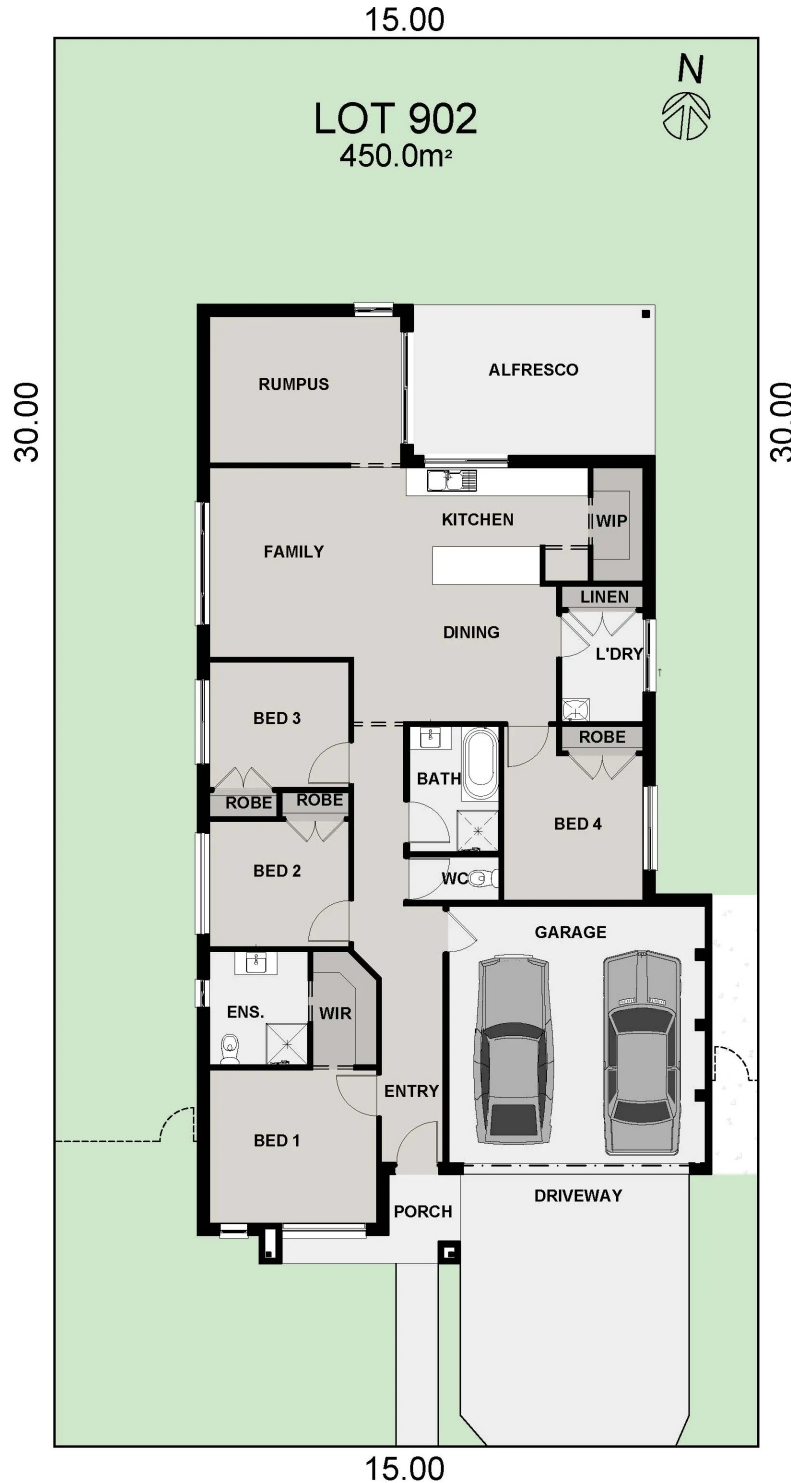 15.00
N
LOT 902
450.0m²
30.00
30.00
RUMPUS
ALFRESCO
KITCHEN
WIP
FAMILY
LINEN
DINING
L'DRY
BED 3
ROBE
BATH
ROBE
ROBE
BED 4
BED 2
WC
GARAGE
ENS.
WIR
ENTRY
BED 1
PORCH
DRIVEWAY
15.00